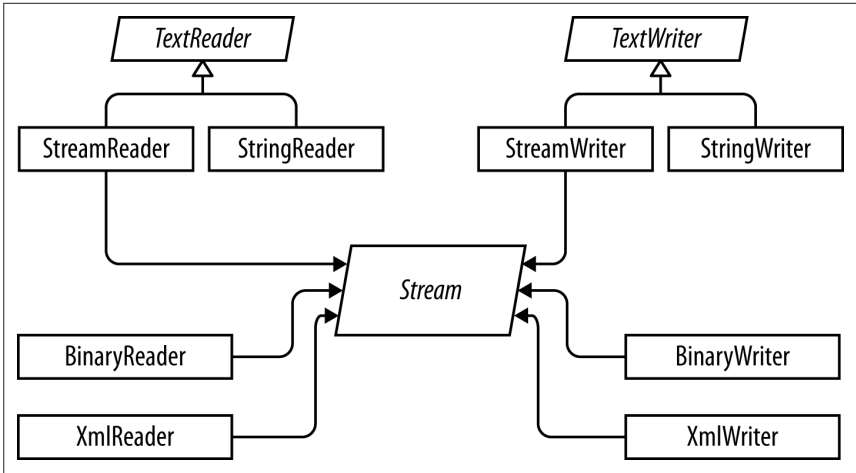 TextReader
TextWriter
StreamReader
StringReader
StreamWriter
StringWriter
Stream
BinaryReader
BinaryWriter
XmlReader
XmlWriter